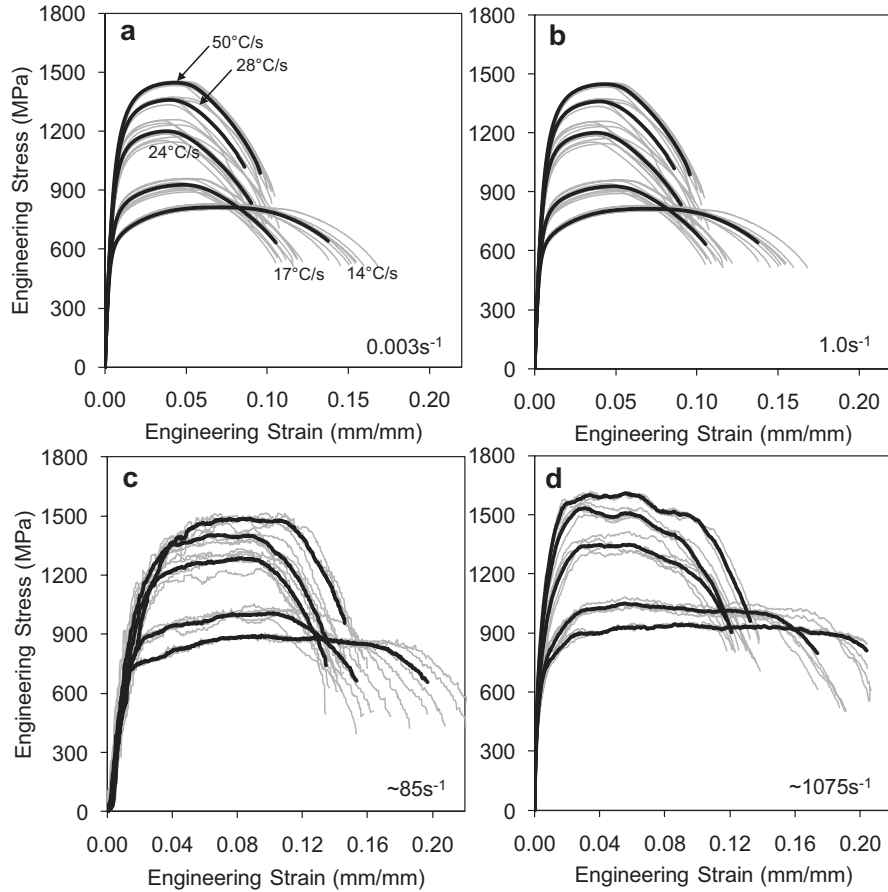 a
50°C/s
28°C/s
24°C/s
17°C/s
14°C/s
0.003s⁻¹
1800
1500
1200
900
600
300
0
0.00 0.05 0.10 0.15 0.20
Engineering Stress (MPa)
Engineering Strain (mm/mm)
b
1.0s⁻¹
1800
1500
1200
900
600
300
0
0.00 0.05 0.10 0.15 0.20
Engineering Strain (mm/mm)
c
~85s⁻¹
1800
1500
1200
900
600
300
0
0.00 0.04 0.08 0.12 0.16 0.20
Engineering Stress (MPa)
Engineering Strain (mm/mm)
d
~1075s⁻¹
1800
1500
1200
900
600
300
0
0.00 0.04 0.08 0.12 0.16 0.20
Engineering Strain (mm/mm)